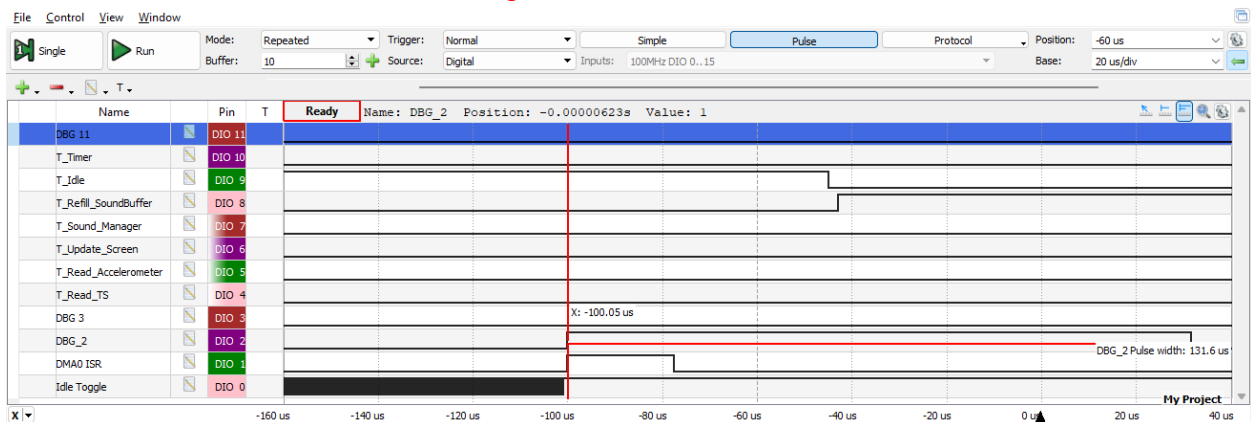 File Control View Window
Single Run Mode: Repeated Trigger: Normal Simple Pulse Protocol Position: -60 us
Buffer: 10 Source: Digital Inputs: 100MHz DIO 0..15 Base: 20 us/div
T
Name Pin T Ready Name: DBG_2 Position: -0.00000623s Value: 1
DBG 11 DIO 11
T_Timer DIO 10
T_Idle DIO 9
T_Refill_SoundBuffer DIO 8
T_Sound_Manager DIO 7
T_Update_Screen DIO 6
T_Read_Accelerometer DIO 5
T_Read_TS DIO 4
DBG 3 DIO 3 X: -100.05 us
DBG_2 DIO 2 DBG_2 Pulse width: 131.6 us
DMA0 ISR DIO 1
Idle Toggle DIO 0
My Project
X -160 us -140 us -120 us -100 us -80 us -60 us -40 us -20 us 0 us 20 us 40 us